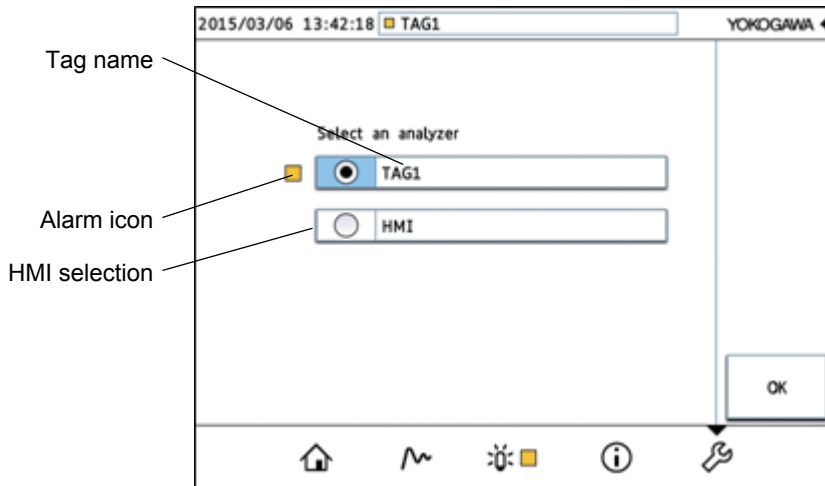 2015/03/06 13:42:18 TAG1 YOKOGAWA
Tag name
Select an analyzer
TAG1
Alarm icon
HMI
HMI selection
OK